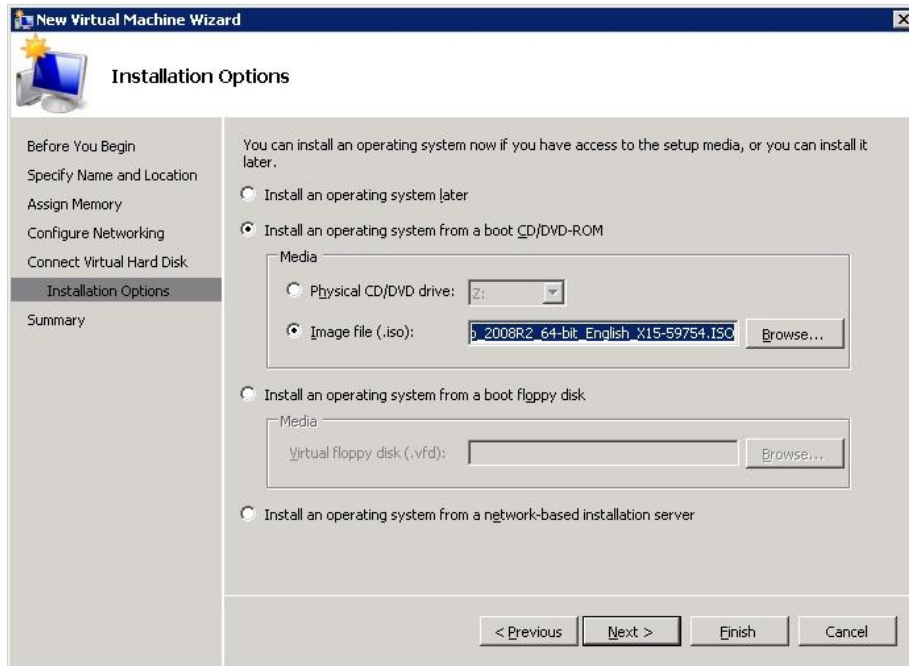 New Virtual Machine Wizard
Installation Options
Before You Begin
Specify Name and Location
Assign Memory
Configure Networking
Connect Virtual Hard Disk
Installation Options
Summary
You can install an operating system now if you have access to the setup media, or you can install it
later.
Install an operating system later
Install an operating system from a boot CD/DVD-ROM
Media
Physical CD/DVD drive:
Z:
Image file (.iso):
_2008R2_64-bit_English_X15-59754.ISO
Browse...
Install an operating system from a boot floppy disk
Media
Virtual floppy disk (.vfd):
Browse...
Install an operating system from a network-based installation server
< Previous
Next >
Finish
Cancel